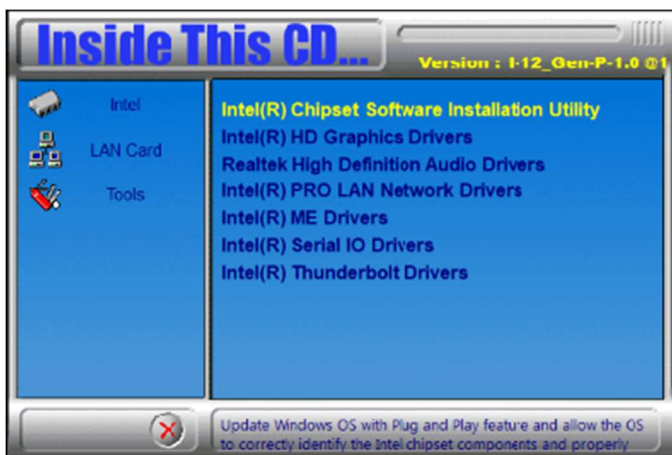 Inside This CD...
Version : I-12_Gen-P-1.0 @1
Intel
LAN Card
Tools
Intel(R) Chipset Software Installation Utility
Intel(R) HD Graphics Drivers
Realtek High Definition Audio Drivers
Intel(R) PRO LAN Network Drivers
Intel(R) ME Drivers
Intel(R) Serial IO Drivers
Intel(R) Thunderbolt Drivers
Update Windows OS with Plug and Play feature and allow the OS
to correctly identify the Intel chipset components and properly